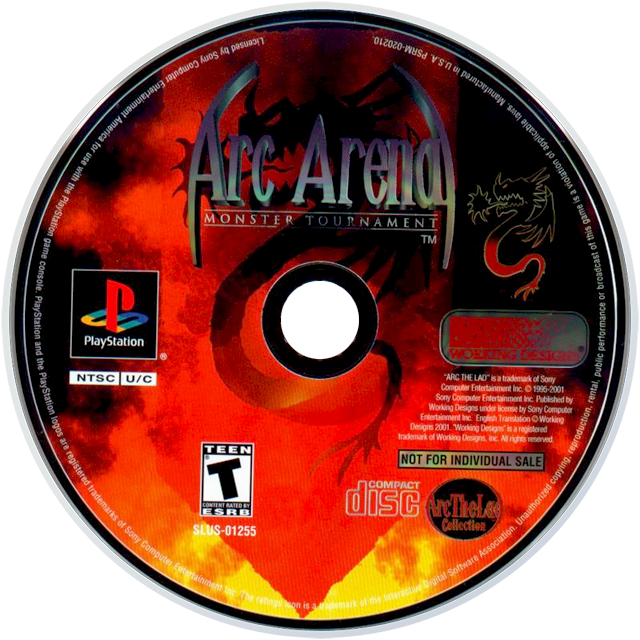 Arc Arena
MONSTER TOURNAMENT
TM
PlayStation
®
NTSC U/C
WORKING DESIGNS®
"ARC THE LAD" is a trademark of Sony
Computer Entertainment Inc. © 1995-2001
Sony Computer Entertainment Inc. Published by
Working Designs under license by Sony Computer
Entertainment Inc. English Translation © Working
Designs 2001. "Working Designs" is a registered
trademark of Working Designs, inc. All rights reserved.
NOT FOR INDIVIDUAL SALE
TEEN
T
CONTENT RATED BY
ESRB
SLUS-01255
COMPACT
disc
ArcTheLad
Collection
Licensed by Sony Computer Entertainment America for use with the PlayStation game console. PlayStation and the PlayStation logos are registered trademarks of Sony Computer Entertainment Inc. The ratings icon is a trademark of the Interactive Digital Software Association. Unauthorized copying, reproduction, rental, public performance or broadcast of this game is a violation of applicable laws. Manufactured in U.S.A. PSRM-020210.